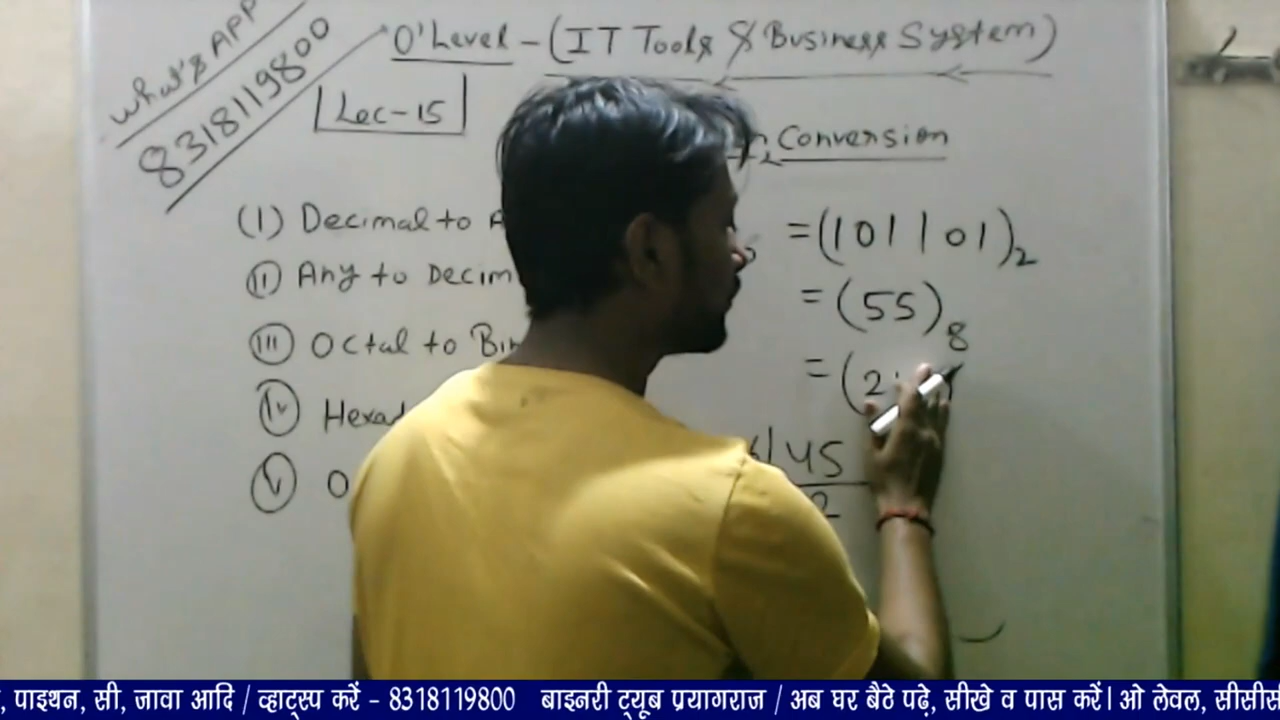 What's APP
8318119800
O'Level - (IT Tools & Business System)
Lec-15
Conversion
(I) Decimal to
(II) Any to Decim
(III) Octal to Bi
(IV) Hexa
(V) O
=(101101)2
=(55)8
=(2
45
2
, पाइथन, सी, जावा आदि / व्हाट्स्प करें - 8318119800 बाइनरी ट्यूब प्रयागराज / अब घर बैठे पढ़े, सीखे व पास करें। ओ लेवल, सीसीस